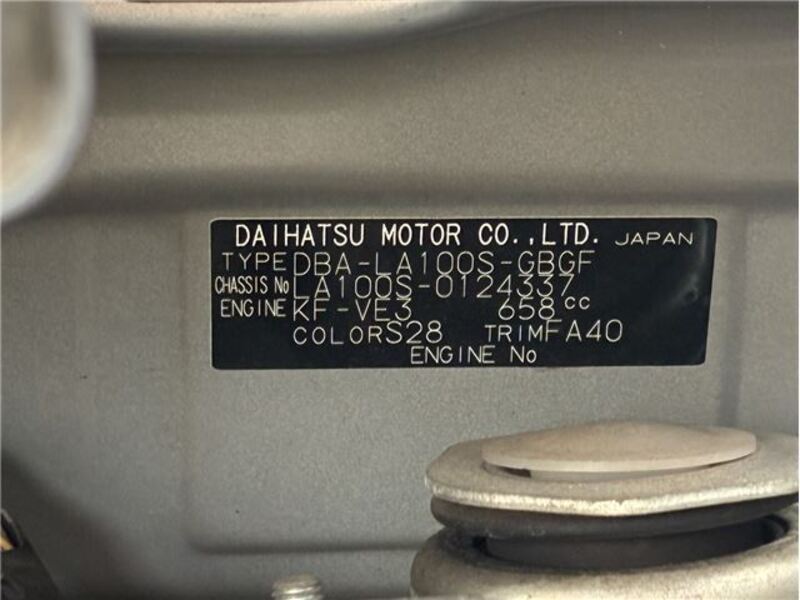 DAIHATSU MOTOR CO.,LTD. JAPAN
TYPE DBA-LA100S-GBGF
CHASSIS No LA100S-0124337
ENGINE KF-VE3 658cc
COLOR S28 TRIM FA40
ENGINE No